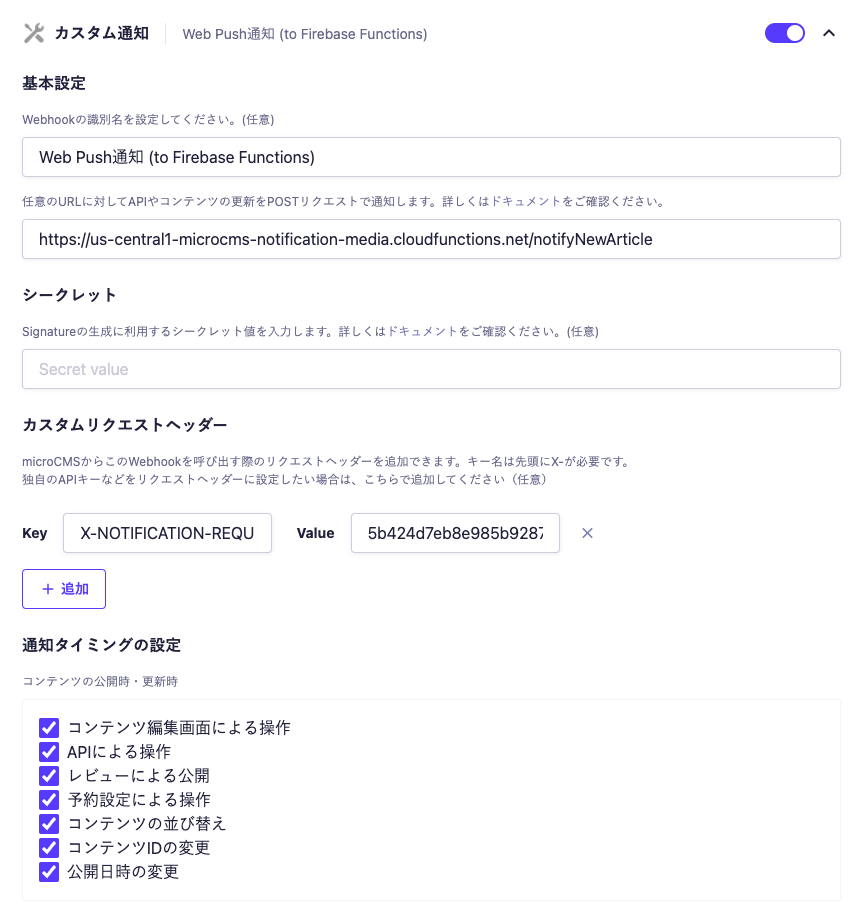 カスタム通知 Web Push通知 (to Firebase Functions)
基本設定
Webhookの識別名を設定してください。(任意)
Web Push通知 (to Firebase Functions)
任意のURLに対してAPIやコンテンツの更新をPOSTリクエストで通知します。詳しくはドキュメントをご確認ください。
https://us-central1-microcms-notification-media.cloudfunctions.net/notifyNewArticle
シークレット
Signatureの生成に利用するシークレット値を入力します。詳しくはドキュメントをご確認ください。(任意)
Secret value
カスタムリクエストヘッダー
microCMSからこのWebhookを呼び出す際のリクエストヘッダーを追加できます。キー名は先頭にX-が必要です。
独自のAPIキーなどをリクエストヘッダーに設定したい場合は、こちらで追加してください（任意）
Key X-NOTIFICATION-REQU Value 5b424d7eb8e985b9287
+ 追加
通知タイミングの設定
コンテンツの公開時・更新時
コンテンツ編集画面による操作
APIによる操作
レビューによる公開
予約設定による操作
コンテンツの並び替え
コンテンツIDの変更
公開日時の変更